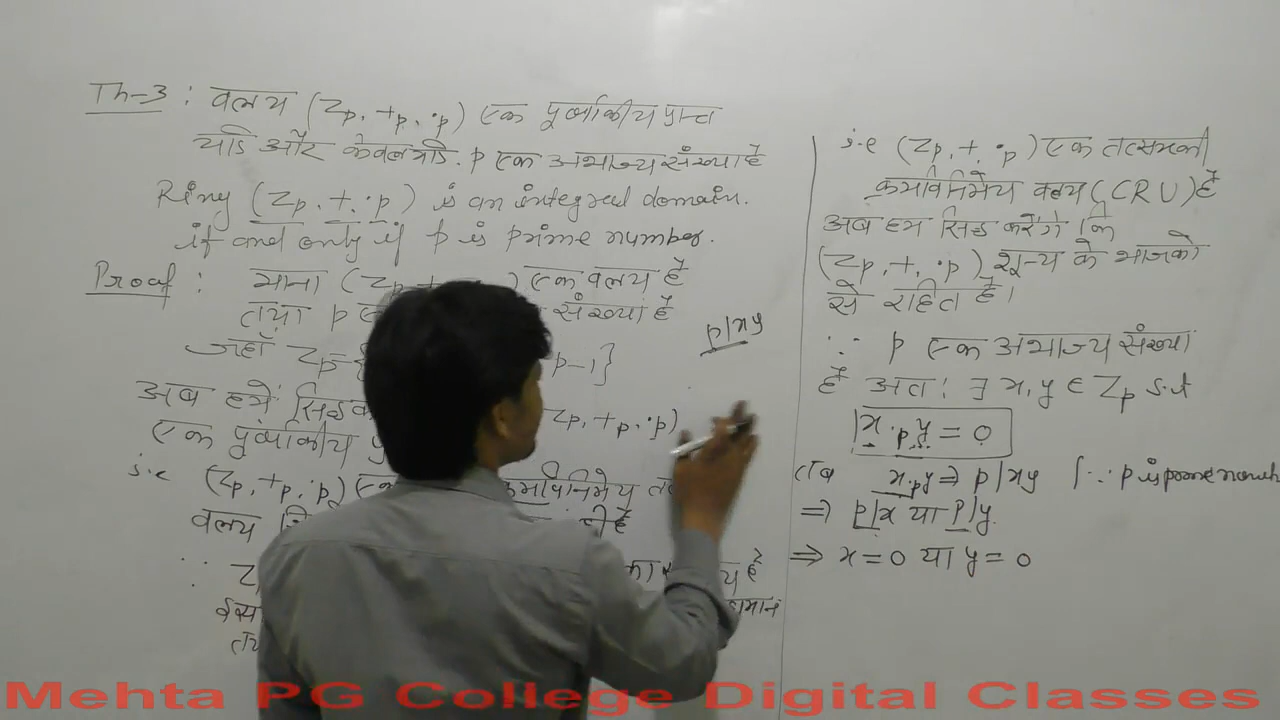 Th-3 : वलय (Zp, +p, ·p) एक पूर्णांकीय प्रान्त
यदि और केवल यदि p एक अभाज्य संख्या है
Ring (Zp, +, ·p) is an integral domain.
if and only if p is prime number.
Proof : माना (Zp, +, ) एक वलय है
तथा p संख्या है
जहाँ Zp = { p-1}
अब हमें सिद्ध Zp, +p, ·p)
एक पूर्णांकीय
i.e (Zp, +p, ·p) क्रमविनिमेय
वलय
∵ Z है
p/xy
i.e (Zp, +, ·p) एक तत्समकी
क्रमविनिमेय वलय (CRU) है
अब हम सिद्ध करेंगे कि
(Zp, +, ·p) शून्य के भाजको
से रहित है।
∵ p एक अभाज्य संख्या
है अतः ∃ x, y ∈ Zp s.t
x ·p y = 0
तब x ·p y ⇒ p/xy [∵ p is prime
⇒ p/x या p/y
⇒ x = 0 या y = 0
Mehta PG College Digital Classes